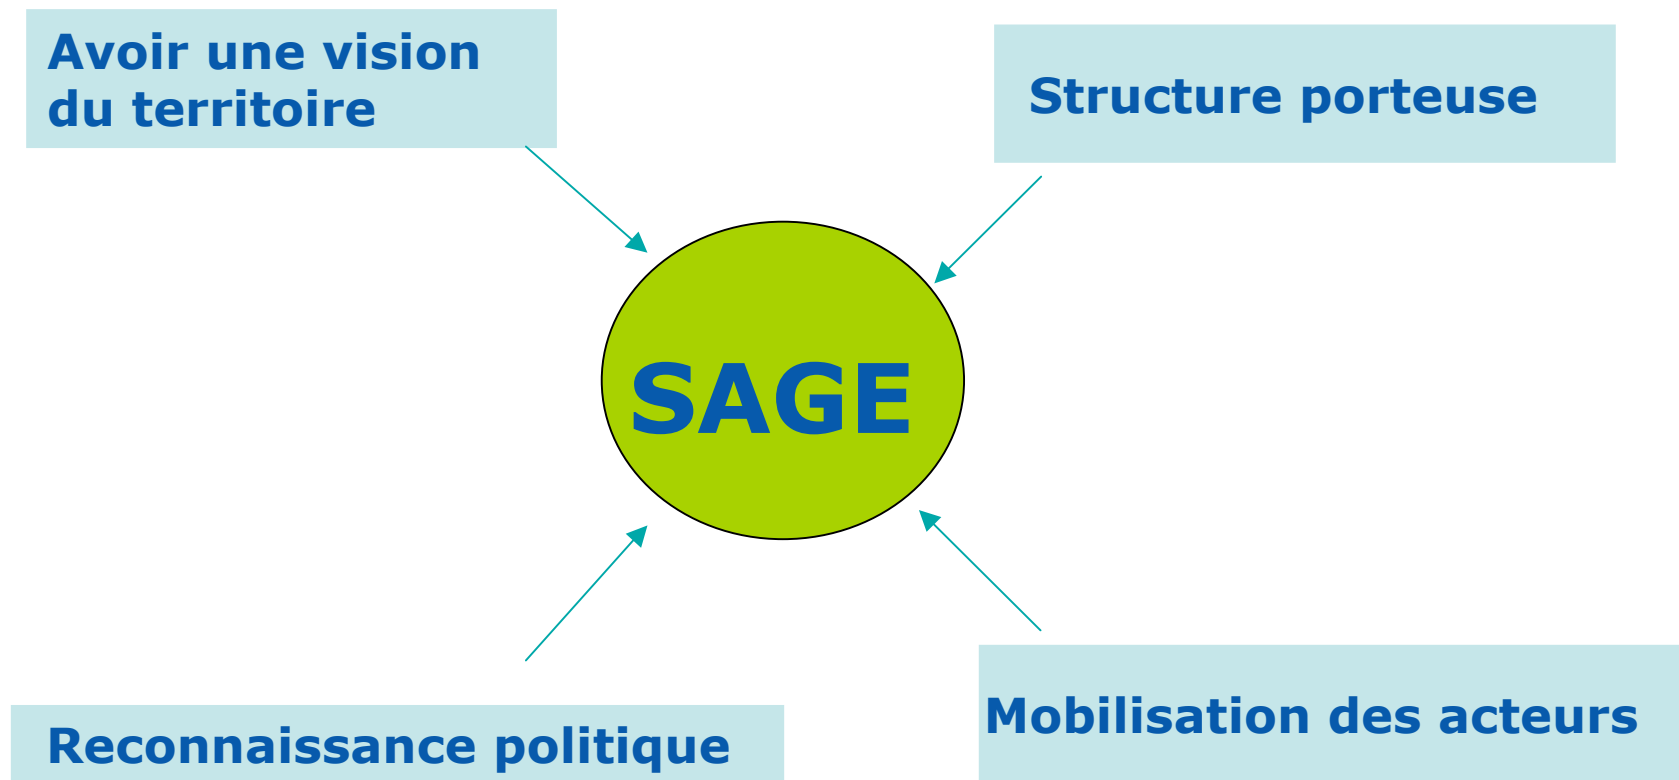 Avoir une vision
du territoire
Structure porteuse
SAGE
Reconnaissance politique
Mobilisation des acteurs